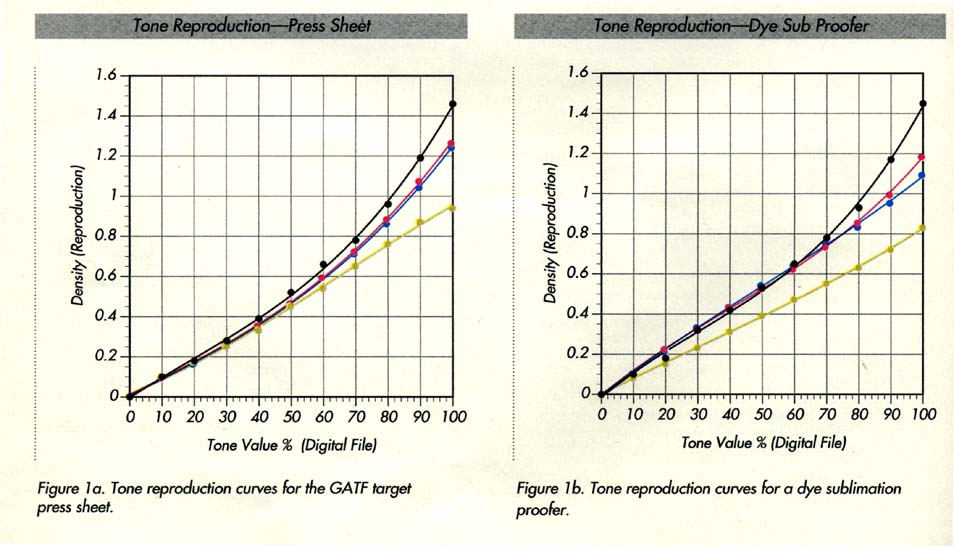 Tone Reproduction—Press Sheet
1.6
1.4
1.2
1
0.8
0.6
0.4
0.2
0
Density (Reproduction)
0 10 20 30 40 50 60 70 80 90 100
Tone Value % (Digital File)
Figure 1a. Tone reproduction curves for the GATF target
press sheet.
Tone Reproduction—Dye Sub Proofer
1.6
1.4
1.2
1
0.8
0.6
0.4
0.2
0
Density (Reproduction)
0 10 20 30 40 50 60 70 80 90 100
Tone Value % (Digital File)
Figure 1b. Tone reproduction curves for a dye sublimation
proofer.